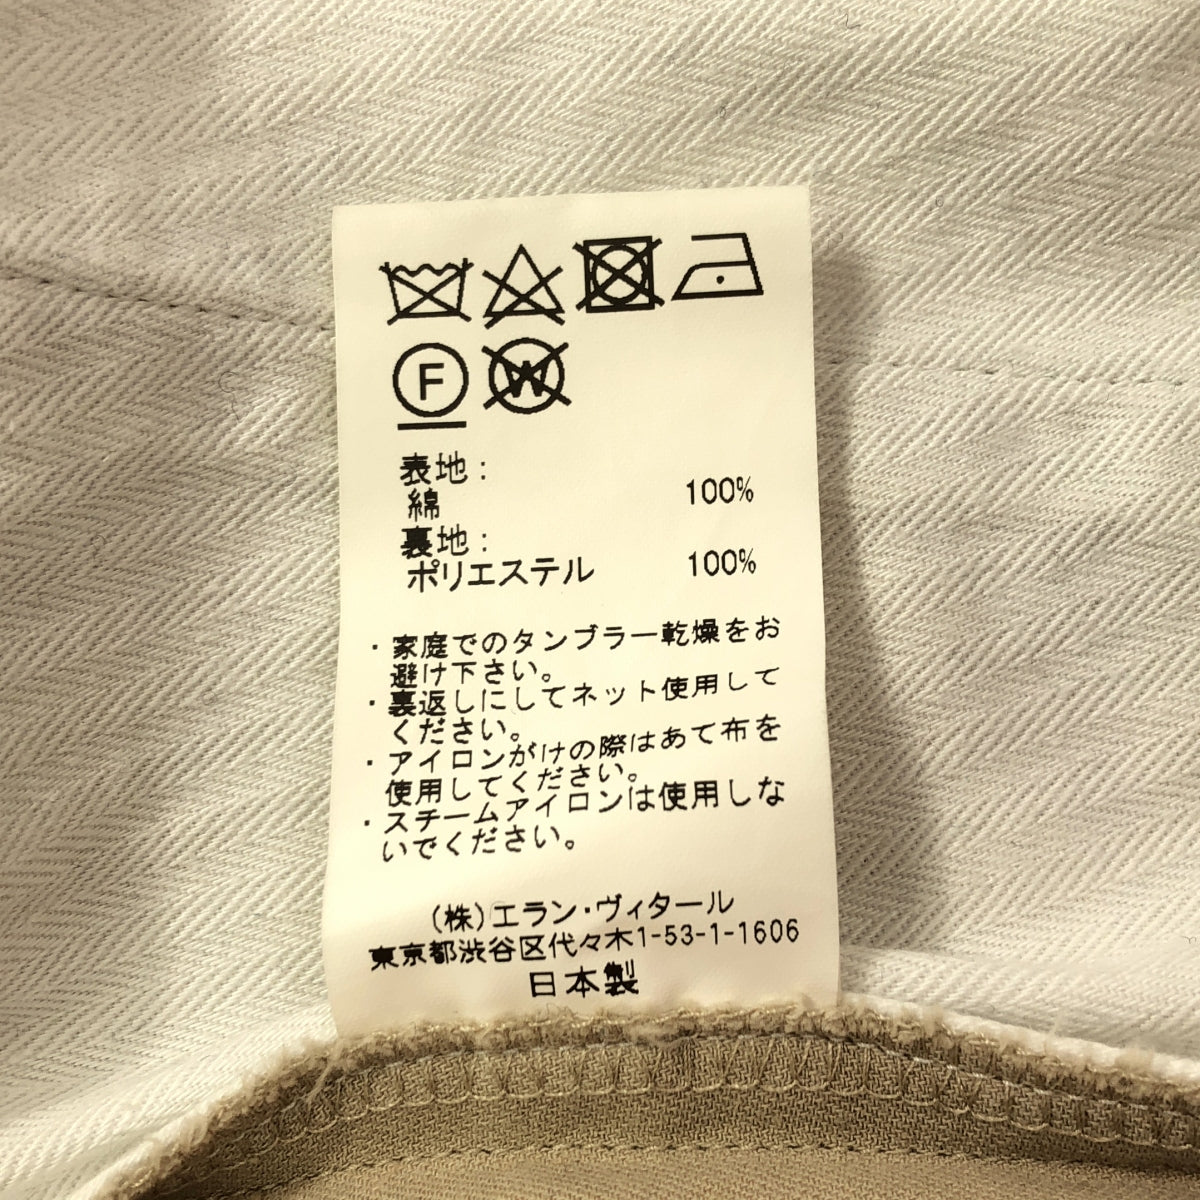 F W
表地:
綿 100%
裏地:
ポリエステル 100%
・家庭でのタンブラー乾燥をお
避け下さい。
・裏返しにしてネット使用して
ください。
・アイロンがけの際はあて布を
使用してください。
・スチームアイロンは使用しな
いでください。
(株)エラン・ヴィタール
東京都渋谷区代々木1-53-1-1606
日本製